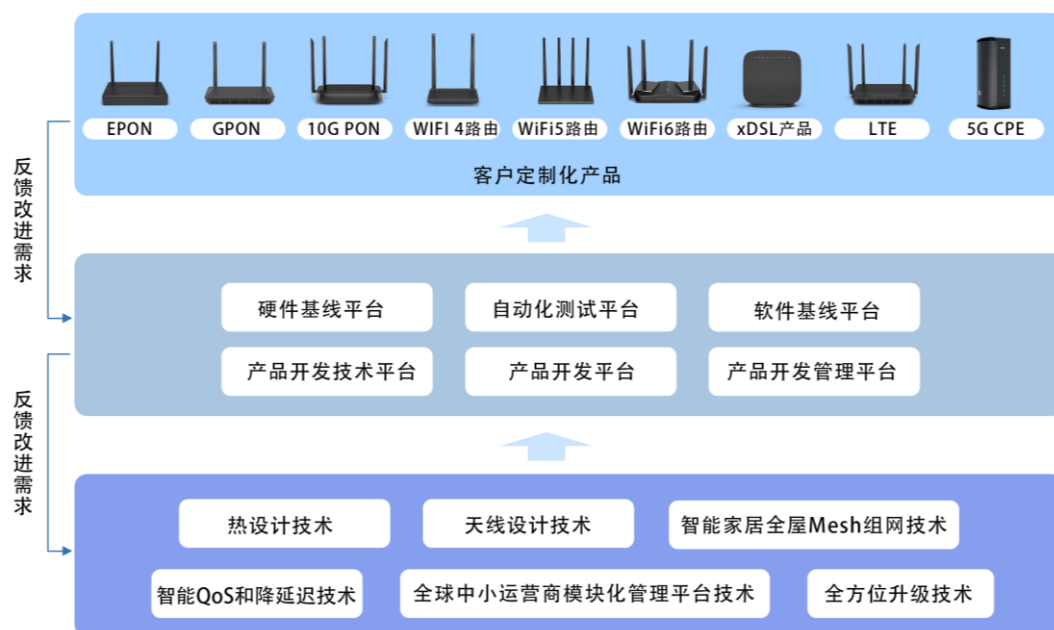 EPON
GPON
10G PON
WIFI 4路由
WiFi5路由
WiFi6路由
xDSL产品
LTE
5G CPE
客户定制化产品
反馈改进需求
硬件基线平台
自动化测试平台
软件基线平台
产品开发技术平台
产品开发平台
产品开发管理平台
反馈改进需求
热设计技术
天线设计技术
智能家居全屋Mesh组网技术
智能QoS和降延迟技术
全球中小运营商模块化管理平台技术
全方位升级技术